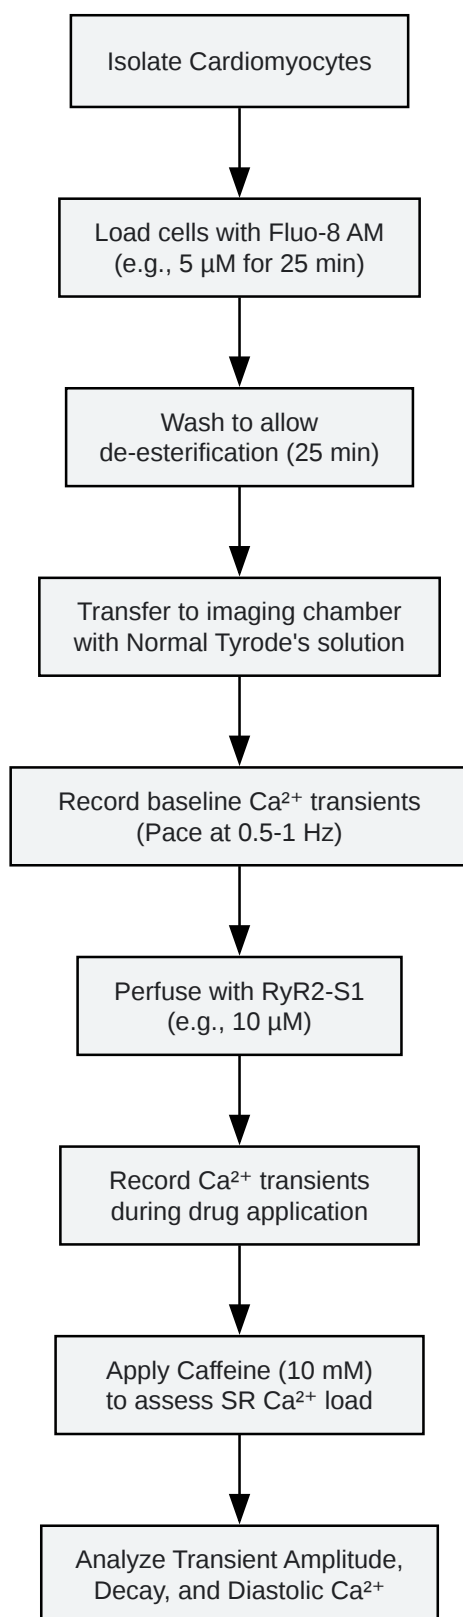 Isolate Cardiomyocytes
Load cells with Fluo-8 AM
(e.g., 5 µM for 25 min)
Wash to allow
de-esterification (25 min)
Transfer to imaging chamber
with Normal Tyrode's solution
Record baseline Ca²⁺ transients
(Pace at 0.5-1 Hz)
Perfuse with RyR2-S1
(e.g., 10 µM)
Record Ca²⁺ transients
during drug application
Apply Caffeine (10 mM)
to assess SR Ca²⁺ load
Analyze Transient Amplitude,
Decay, and Diastolic Ca²⁺